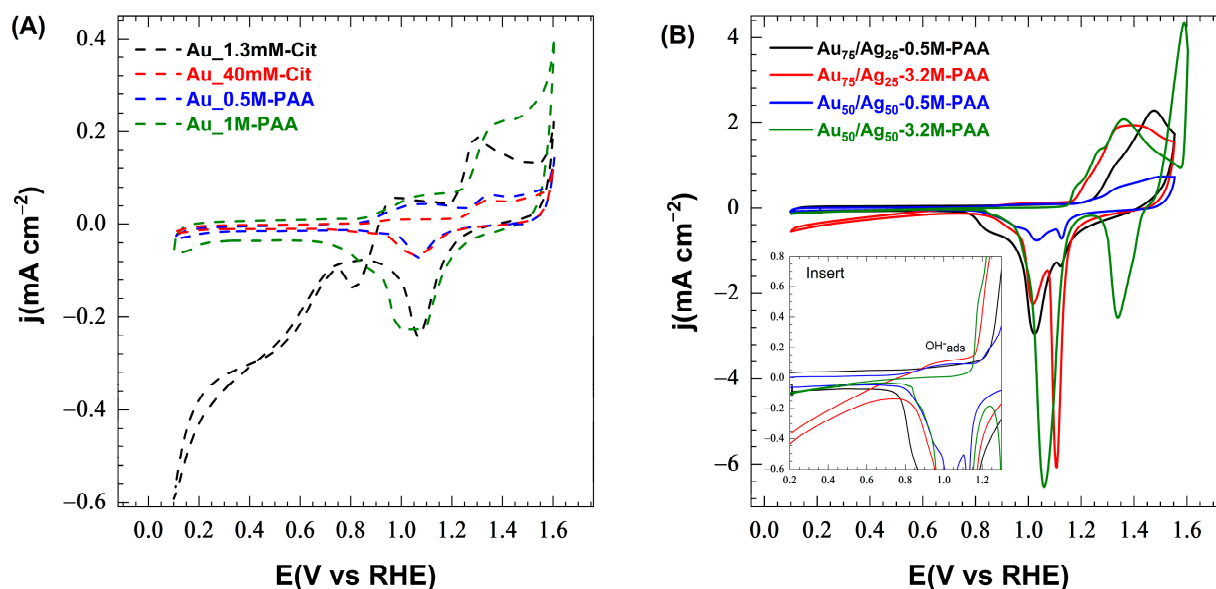 (A)
Au_1.3mM-Cit
Au_40mM-Cit
Au_0.5M-PAA
Au_1M-PAA
0.4
0.2
0.0
−0.2
−0.4
−0.6
j(mA cm⁻²)
0.0 0.2 0.4 0.6 0.8 1.0 1.2 1.4 1.6
E(V vs RHE)
(B)
Au₇₅/Ag₂₅-0.5M-PAA
Au₇₅/Ag₂₅-3.2M-PAA
Au₅₀/Ag₅₀-0.5M-PAA
Au₅₀/Ag₅₀-3.2M-PAA
4
2
0
−2
−4
−6
j(mA cm⁻²)
Insert
OH⁻ads
0.8
0.6
0.4
0.2
0.0
-0.2
-0.4
-0.6
0.2 0.4 0.6 0.8 1.0 1.2
0.0 0.2 0.4 0.6 0.8 1.0 1.2 1.4 1.6
E(V vs RHE)